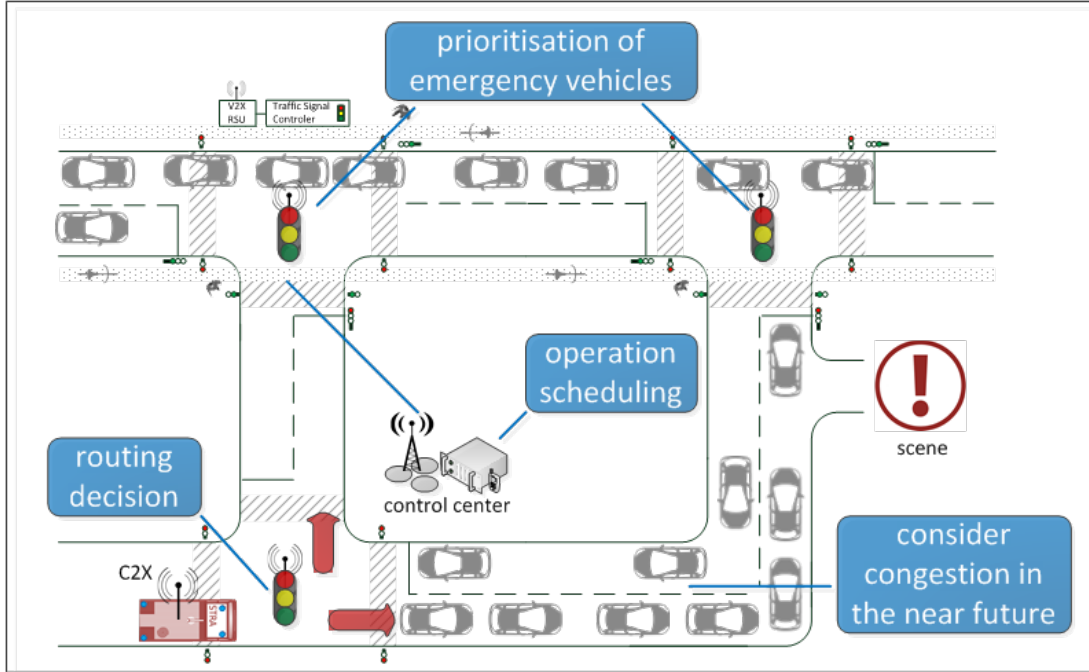 prioritisation of
emergency vehicles
V2X
RSU
Traffic Signal
Controler
operation
scheduling
scene
routing
decision
control center
consider
congestion in
the near future
C2X
STRA